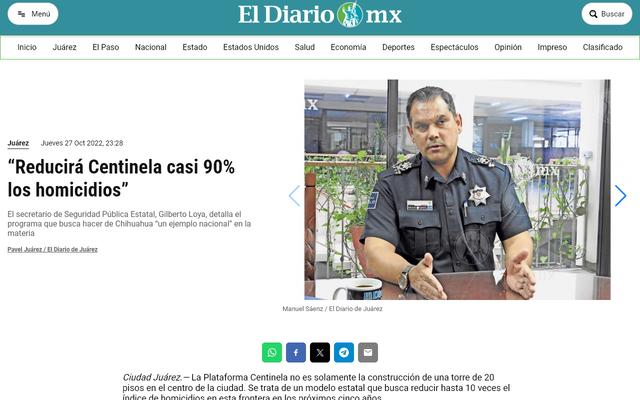 Menú
El Diario mx
Buscar
Inicio Juárez El Paso Nacional Estado Estados Unidos Salud Economía Deportes Espectáculos Opinión Impreso Clasificado
Juárez Jueves 27 Oct 2022, 23:28
“Reducirá Centinela casi 90%
los homicidios”
El secretario de Seguridad Pública Estatal, Gilberto Loya, detalla el
programa que busca hacer de Chihuahua “un ejemplo nacional” en la
materia
Pavel Juárez / El Diario de Juárez
mx
Manuel Sáenz / El Diario de Juárez
Ciudad Juárez.— La Plataforma Centinela no es solamente la construcción de una torre de 20
pisos en el centro de la ciudad. Se trata de un modelo estatal que busca reducir hasta 10 veces el
índice de homicidios en esta frontera en los próximos cinco años.